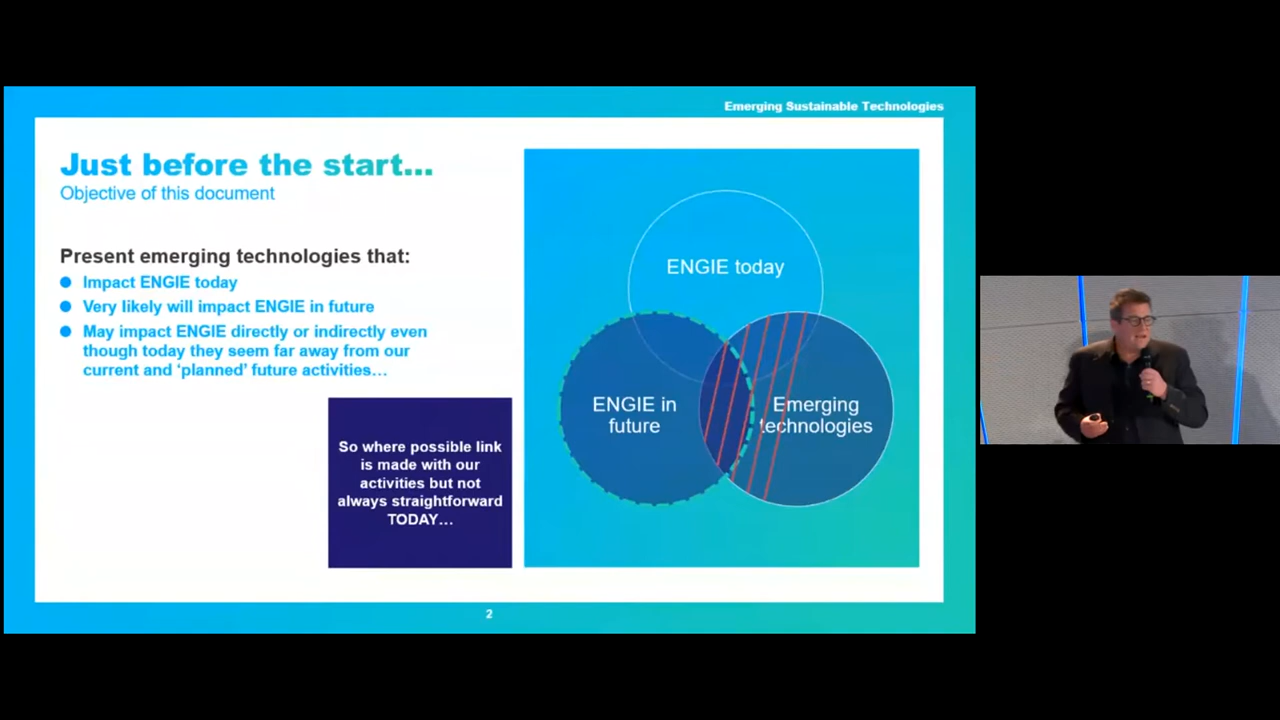 Emerging Sustainable Technologies
Just before the start...
Objective of this document
Present emerging technologies that:
Impact ENGIE today
Very likely will impact ENGIE in future
May impact ENGIE directly or indirectly even
though today they seem far away from our
current and ‘planned’ future activities…
So where possible link
is made with our
activities but not
always straightforward
TODAY…
ENGIE today
ENGIE in
future
Emerging
technologies
2